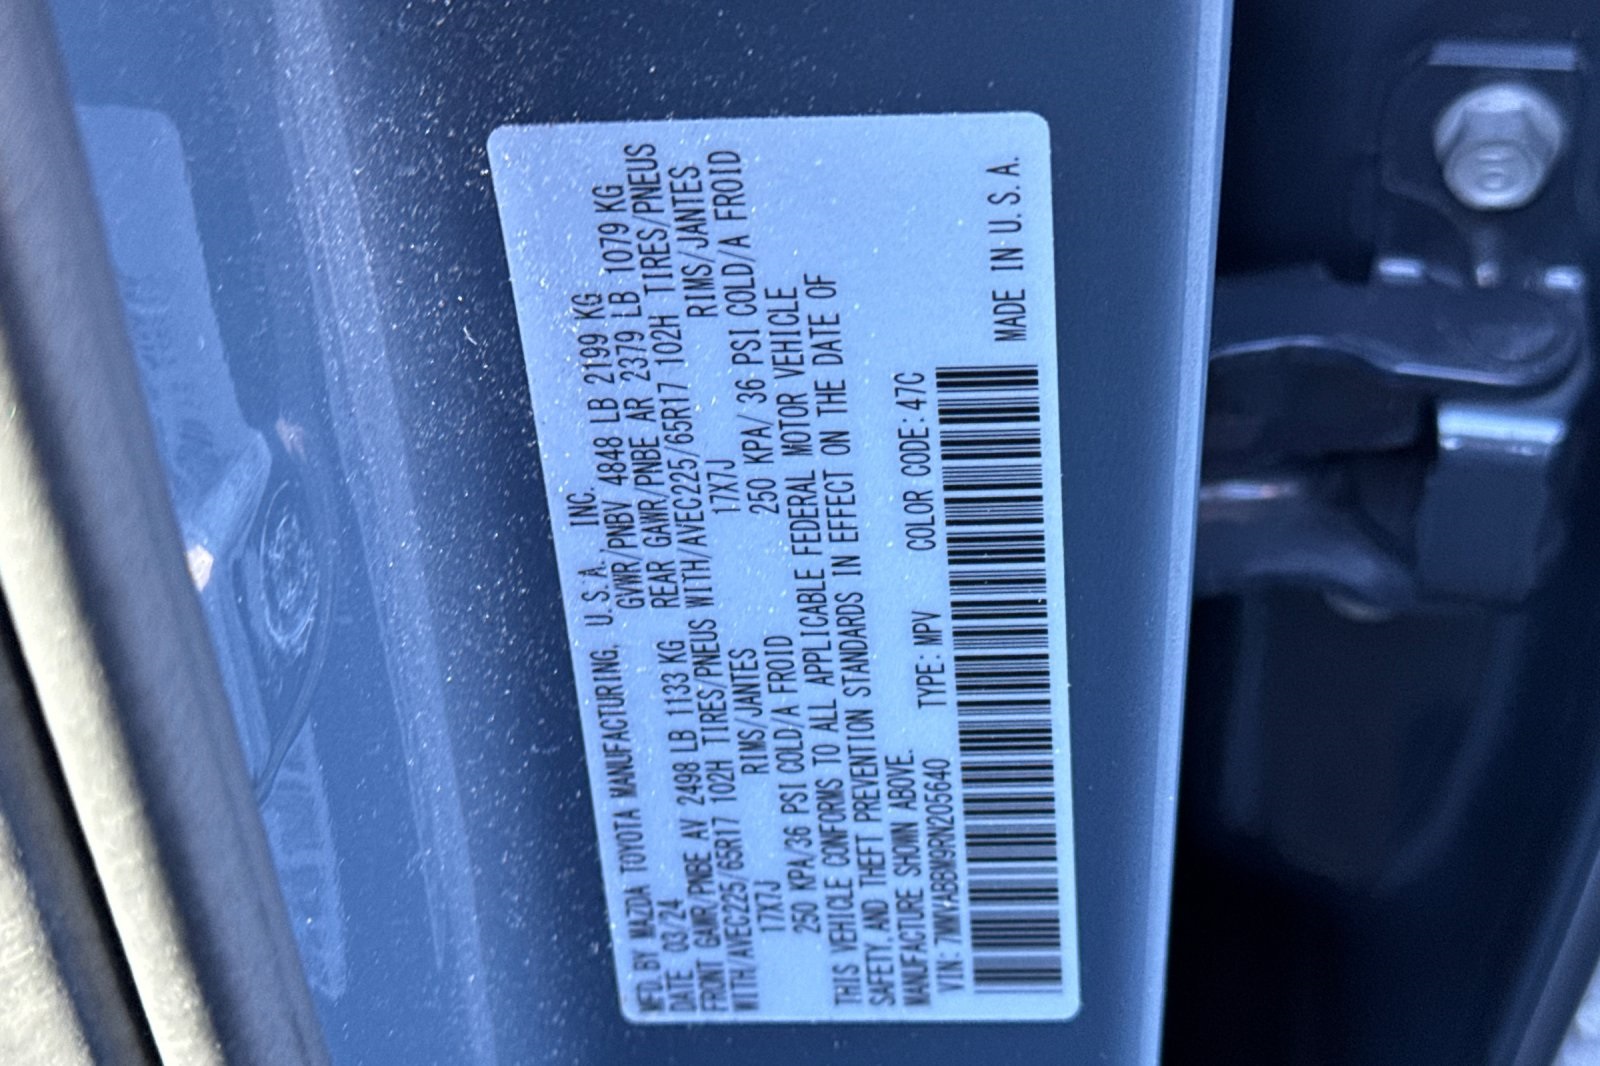 MFD. BY MAZDA TOYOTA MANUFACTURING, U. S. A. INC.
DATE 03/24 GVWR/PNBV 4848 LB 2199 KG
FRONT GAWR/PNBE AV 2498 LB 1133 KG REAR GAWR/PNBE AR 2379 LB 1079 KG
WITH/AVEC225/65R17 102H TIRES/PNEUS WITH/AVEC225/65R17 102H TIRES/PNEUS
17X7J RIMS/JANTES 17X7J RIMS/JANTES
250 KPA/36 PSI COLD/A FROID 250 KPA/ 36 PSI COLD/A FROID
THIS VEHICLE CONFORMS TO ALL APPLICABLE FEDERAL MOTOR VEHICLE
SAFETY, AND THEFT PREVENTION STANDARDS IN EFFECT ON THE DATE OF
MANUFACTURE SHOWN ABOVE.
VIN: 7MMVABBM9RN205640 TYPE: MPV COLOR CODE: 47C
MADE IN U. S. A.